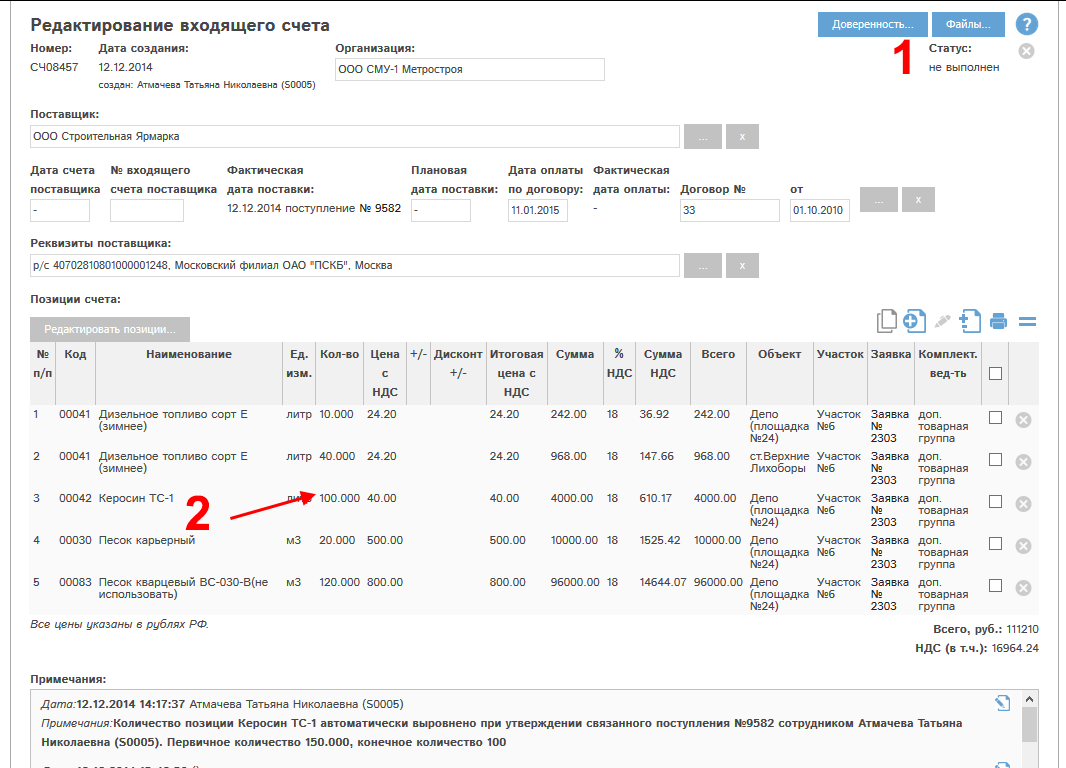 Редактирование входящего счета
Доверенность... Файлы... ?
Номер: Дата создания: Организация: 1 Статус:
СЧ08457 12.12.2014 ООО СМУ-1 Метростроя не выполнен
создан: Атмачева Татьяна Николаевна (S0005)
Поставщик:
ООО Строительная Ярмарка ... x
Дата счета № входящего Фактическая Плановая Дата оплаты Фактическая
поставщика счета поставщика дата поставки: дата поставки: по договору: дата оплаты: Договор № от
- 12.12.2014 поступление № 9582 - 11.01.2015 - 33 01.10.2010 ... x
Реквизиты поставщика:
р/с 40702810801000001248, Московский филиал ОАО "ПСКБ", Москва ... x
Позиции счета:
Редактировать позиции...
№ Код Наименование Ед. Кол-во Цена +/- Дисконт Итоговая Сумма % Сумма Всего Объект Участок Заявка Комплект.
п/п изм. с +/- цена с НДС НДС вед-ть
НДС НДС
1 00041 Дизельное топливо сорт Е литр 10.000 24.20 24.20 242.00 18 36.92 242.00 Депо Участок Заявка доп.
(зимнее) (площадка №6 № товарная
№24) 2303 группа
2 00041 Дизельное топливо сорт Е литр 40.000 24.20 24.20 968.00 18 147.66 968.00 ст.Верхние Участок Заявка доп.
(зимнее) Лихоборы №6 № товарная
2303 группа
3 00042 Керосин ТС-1 литр 100.000 40.00 40.00 4000.00 18 610.17 4000.00 Депо Участок Заявка доп.
2 (площадка №6 № товарная
№24) 2303 группа
4 00030 Песок карьерный м3 20.000 500.00 500.00 10000.00 18 1525.42 10000.00 Депо Участок Заявка доп.
(площадка №6 № товарная
№24) 2303 группа
5 00083 Песок кварцевый ВС-030-В(не м3 120.000 800.00 800.00 96000.00 18 14644.07 96000.00 Депо Участок Заявка доп.
использовать) (площадка №6 № товарная
№24) 2303 группа
Все цены указаны в рублях РФ.
Всего, руб.: 111210
НДС (в т.ч.): 16964.24
Примечания:
Дата:12.12.2014 14:17:37 Атмачева Татьяна Николаевна (S0005)
Примечания:Количество позиции Керосин ТС-1 автоматически выровнено при утверждении связанного поступления №9582 сотрудником Атмачева Татьяна
Николаевна (S0005). Первичное количество 150.000, конечное количество 100